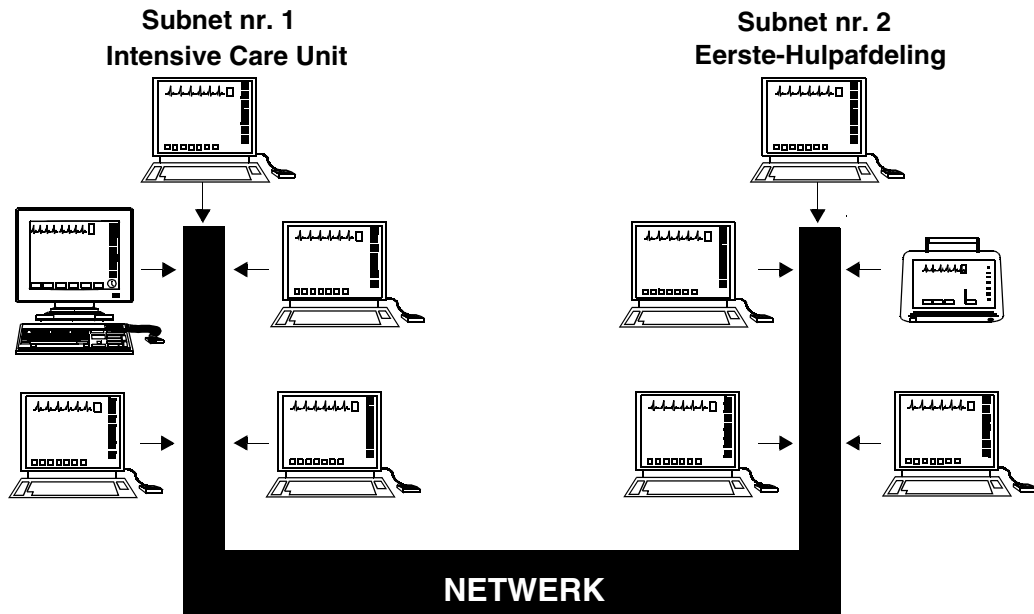 Subnet nr. 1
Intensive Care Unit
Subnet nr. 2
Eerste-Hulpafdeling
NETWERK